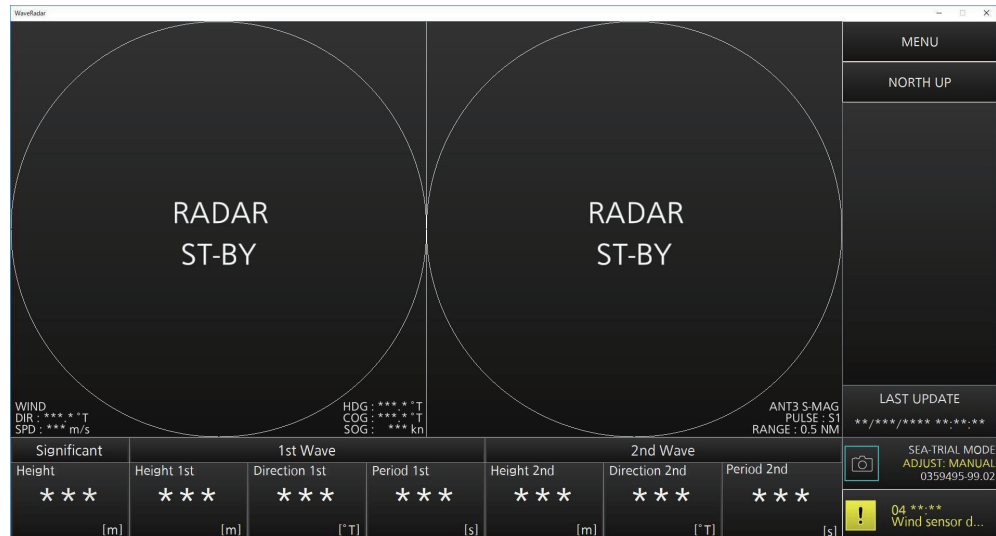 WaveRadar
MENU
NORTH UP
RADAR
ST-BY
RADAR
ST-BY
WIND
DIR : ***.* °T
SPD : *** m/s
HDG : ***.* °T
COG : ***.* °T
SOG : *** kn
ANT3 S-MAG
PULSE : S1
RANGE : 0.5 NM
LAST UPDATE
**/***/**** **:**:**
Significant
1st Wave
2nd Wave
Height
Height 1st
Direction 1st
Period 1st
Height 2nd
Direction 2nd
Period 2nd
*** *** *** *** *** *** ***
[m] [m] [°T] [s] [m] [°T] [s]
SEA-TRIAL MODE
ADJUST: MANUAL
0359495-99.02
! 04 **:**
Wind sensor d...